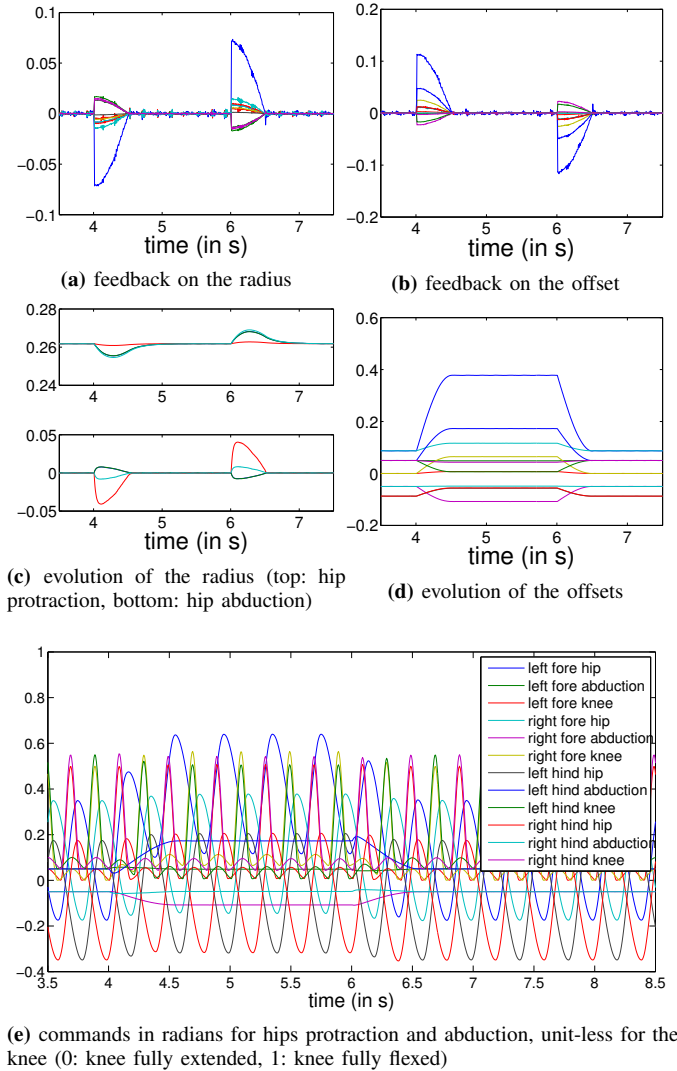 0.1
0.05
0
−0.05
−0.1
4
5
6
7
time (in s)
(a) feedback on the radius
0.2
0.1
0
−0.1
−0.2
4
5
6
7
time (in s)
(b) feedback on the offset
0.28
0.26
0.24
4
5
6
7
0.05
0
−0.05
4
5
6
7
time (in s)
(c) evolution of the radius (top: hip
protraction, bottom: hip abduction)
0.6
0.4
0.2
0
−0.2
4
5
6
7
time (in s)
(d) evolution of the offsets
1
0.8
0.6
0.4
0.2
0
−0.2
−0.4
3.5
4
4.5
5
5.5
6
6.5
7
7.5
8
8.5
time (in s)
left fore hip
left fore abduction
left fore knee
right fore hip
right fore abduction
right fore knee
left hind hip
left hind abduction
left hind knee
right hind hip
right hind abduction
right hind knee
(e) commands in radians for hips protraction and abduction, unit-less for the
knee (0: knee fully extended, 1: knee fully flexed)